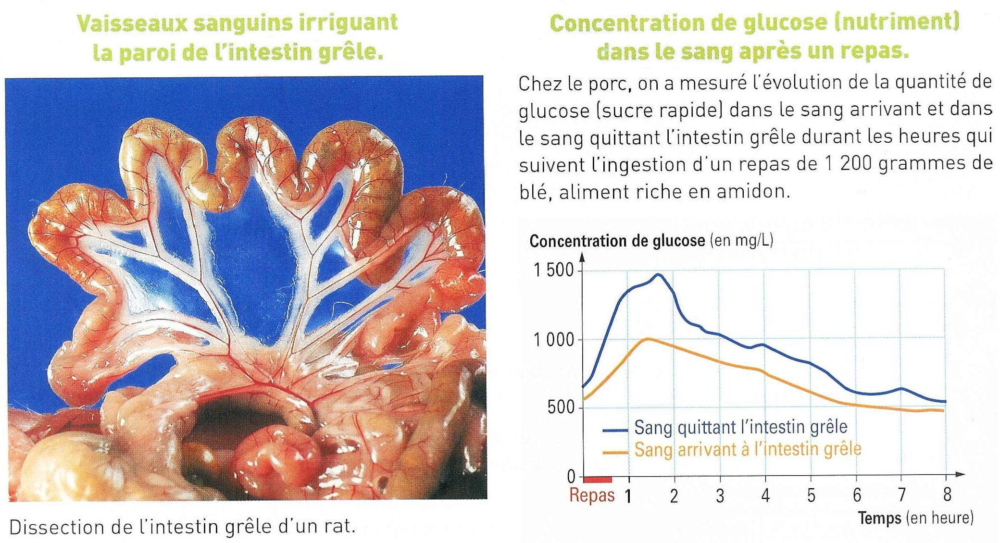 Vaisseaux sanguins irriguant
la paroi de l'intestin grêle.
Dissection de l'intestin grêle d'un rat.
Concentration de glucose (nutriment)
dans le sang après un repas.
Chez le porc, on a mesuré l'évolution de la quantité de
glucose (sucre rapide) dans le sang arrivant et dans
le sang quittant l'intestin grêle durant les heures qui
suivent l'ingestion d'un repas de 1 200 grammes de
blé, aliment riche en amidon.
Concentration de glucose (en mg/L)
1 500
1 000
500
Sang quittant l'intestin grêle
Sang arrivant à l'intestin grêle
0
Repas 1 2 3 4 5 6 7 8
Temps (en heure)